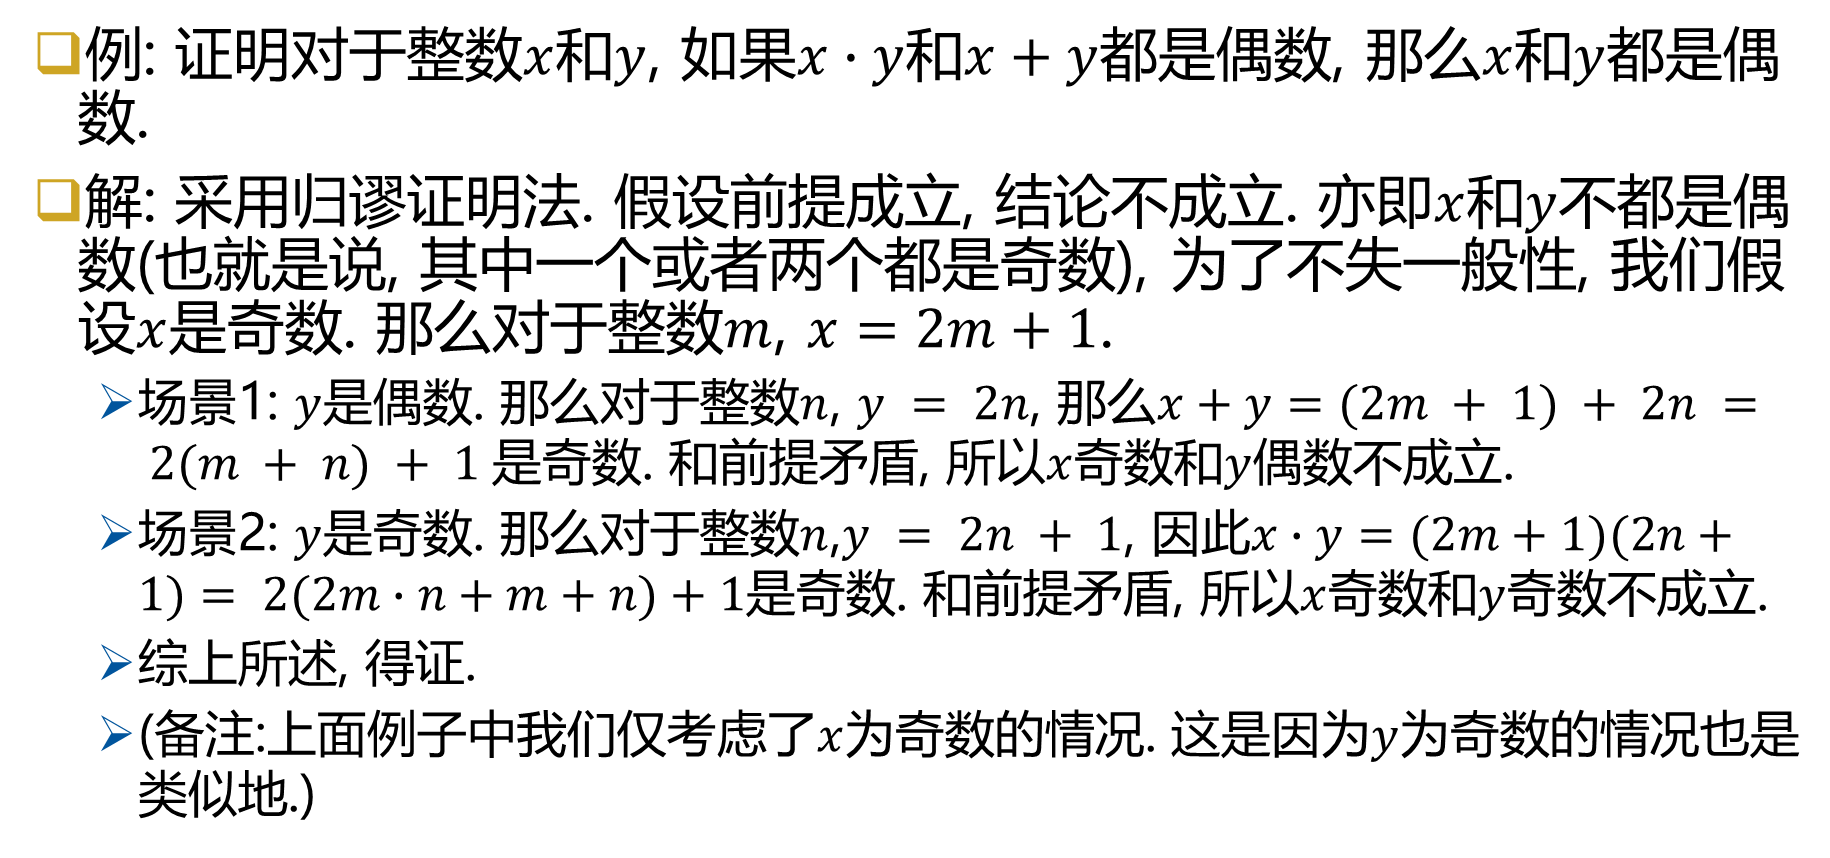 ❑例: 证明对于整数x和y, 如果x · y和x + y都是偶数, 那么x和y都是偶
数.
❑解: 采用归谬证明法. 假设前提成立, 结论不成立. 亦即x和y不都是偶
数(也就是说, 其中一个或者两个都是奇数), 为了不失一般性, 我们假
设x是奇数. 那么对于整数m, x = 2m + 1.
➢场景1: y是偶数. 那么对于整数n, y = 2n, 那么x + y = (2m + 1) + 2n =
2(m + n) + 1 是奇数. 和前提矛盾, 所以x奇数和y偶数不成立.
➢场景2: y是奇数. 那么对于整数n,y = 2n + 1, 因此x · y = (2m + 1)(2n +
1) = 2(2m · n + m + n) + 1是奇数. 和前提矛盾, 所以x奇数和y奇数不成立.
➢综上所述, 得证.
➢(备注:上面例子中我们仅考虑了x为奇数的情况. 这是因为y为奇数的情况也是
类似地.)